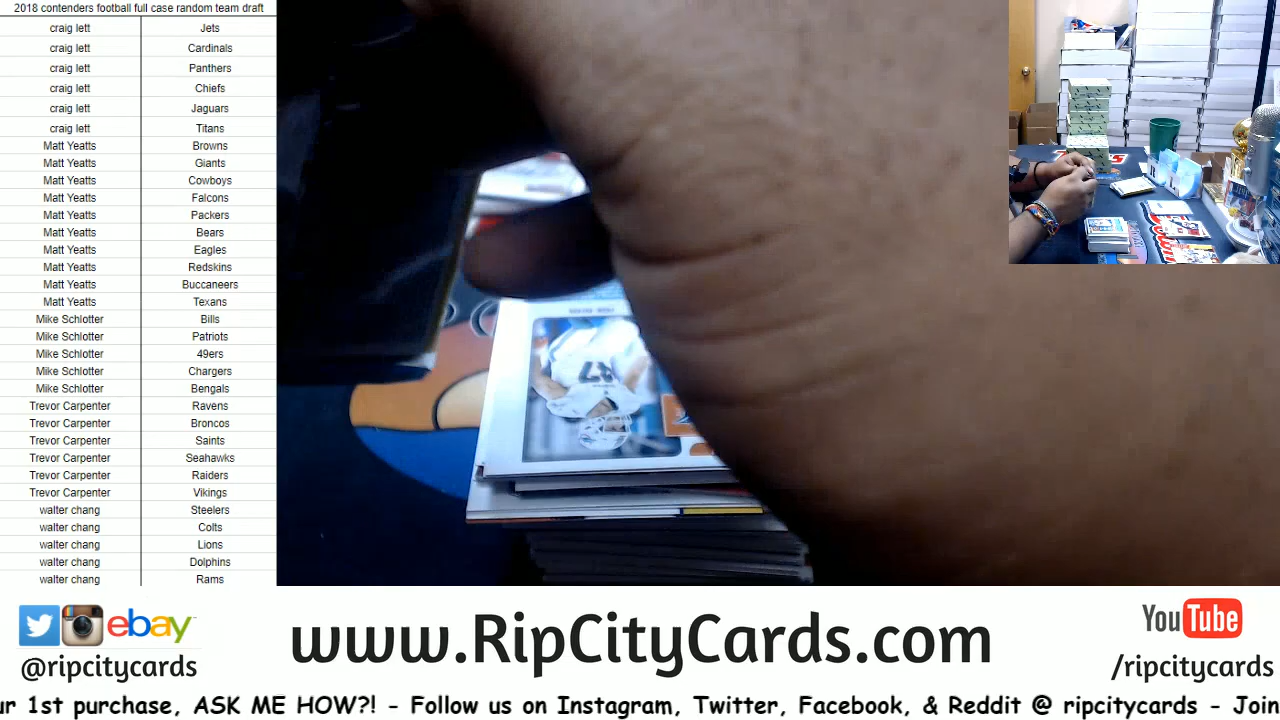 2018 contenders football full case random team draft
craig lett Jets
craig lett Cardinals
craig lett Panthers
craig lett Chiefs
craig lett Jaguars
craig lett Titans
Matt Yeatts Browns
Matt Yeatts Giants
Matt Yeatts Cowboys
Matt Yeatts Falcons
Matt Yeatts Packers
Matt Yeatts Bears
Matt Yeatts Eagles
Matt Yeatts Redskins
Matt Yeatts Buccaneers
Matt Yeatts Texans
Mike Schlotter Bills
Mike Schlotter Patriots
Mike Schlotter 49ers
Mike Schlotter Chargers
Mike Schlotter Bengals
Trevor Carpenter Ravens
Trevor Carpenter Broncos
Trevor Carpenter Saints
Trevor Carpenter Seahawks
Trevor Carpenter Raiders
Trevor Carpenter Vikings
walter chang Steelers
walter chang Colts
walter chang Lions
walter chang Dolphins
walter chang Rams
ebay
@ripcitycards
www.RipCityCards.com
YouTube
/ripcitycards
ur 1st purchase, ASK ME HOW?! - Follow us on Instagram, Twitter, Facebook, & Reddit @ ripcitycards - Join